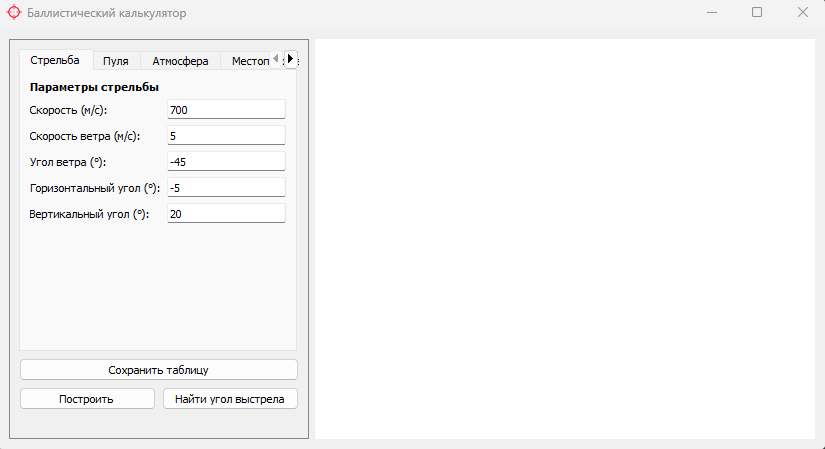 Баллистический калькулятор
Стрельба Пуля Атмосфера
Параметры стрельбы
Скорость (м/с): 700
Скорость ветра (м/с): 5
Угол ветра (°): -45
Горизонтальный угол (°): -5
Вертикальный угол (°): 20
Сохранить таблицу
Построить Найти угол выстрела